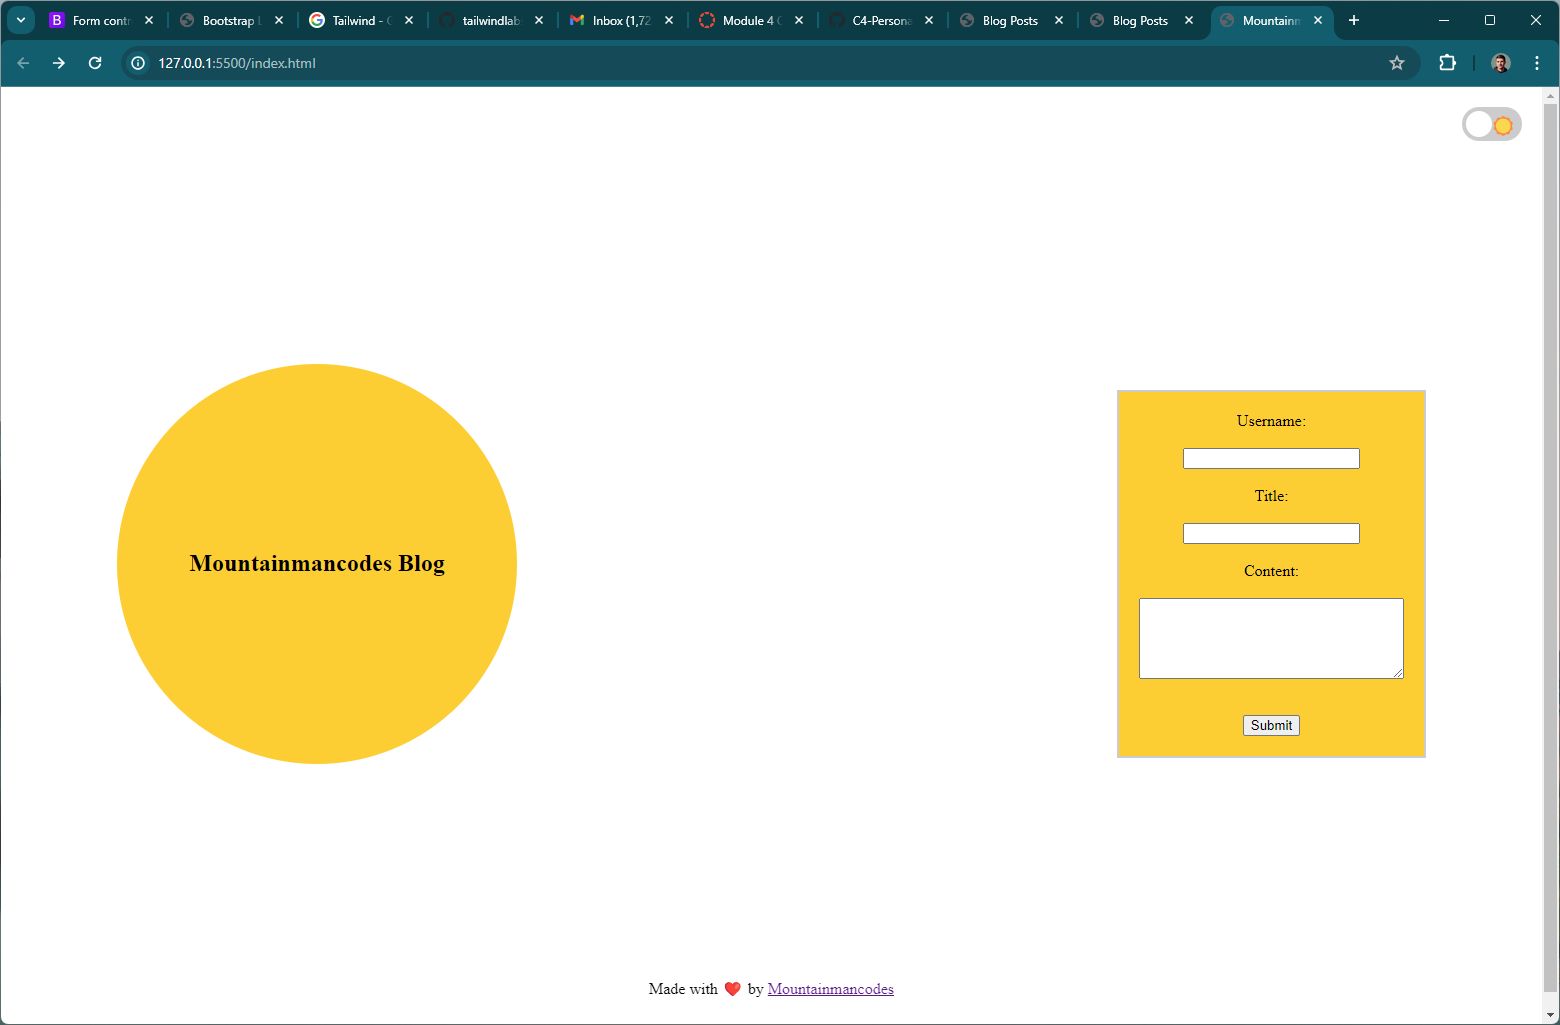 B Form contr
Bootstrap L
Tailwind - G
tailwindlab
Inbox (1,72
Module 4 C
C4-Persona
Blog Posts
Blog Posts
Mountainm
127.0.0.1:5500/index.html
Mountainmancodes Blog
Username:
Title:
Content:
Submit
Made with ❤️ by Mountainmancodes